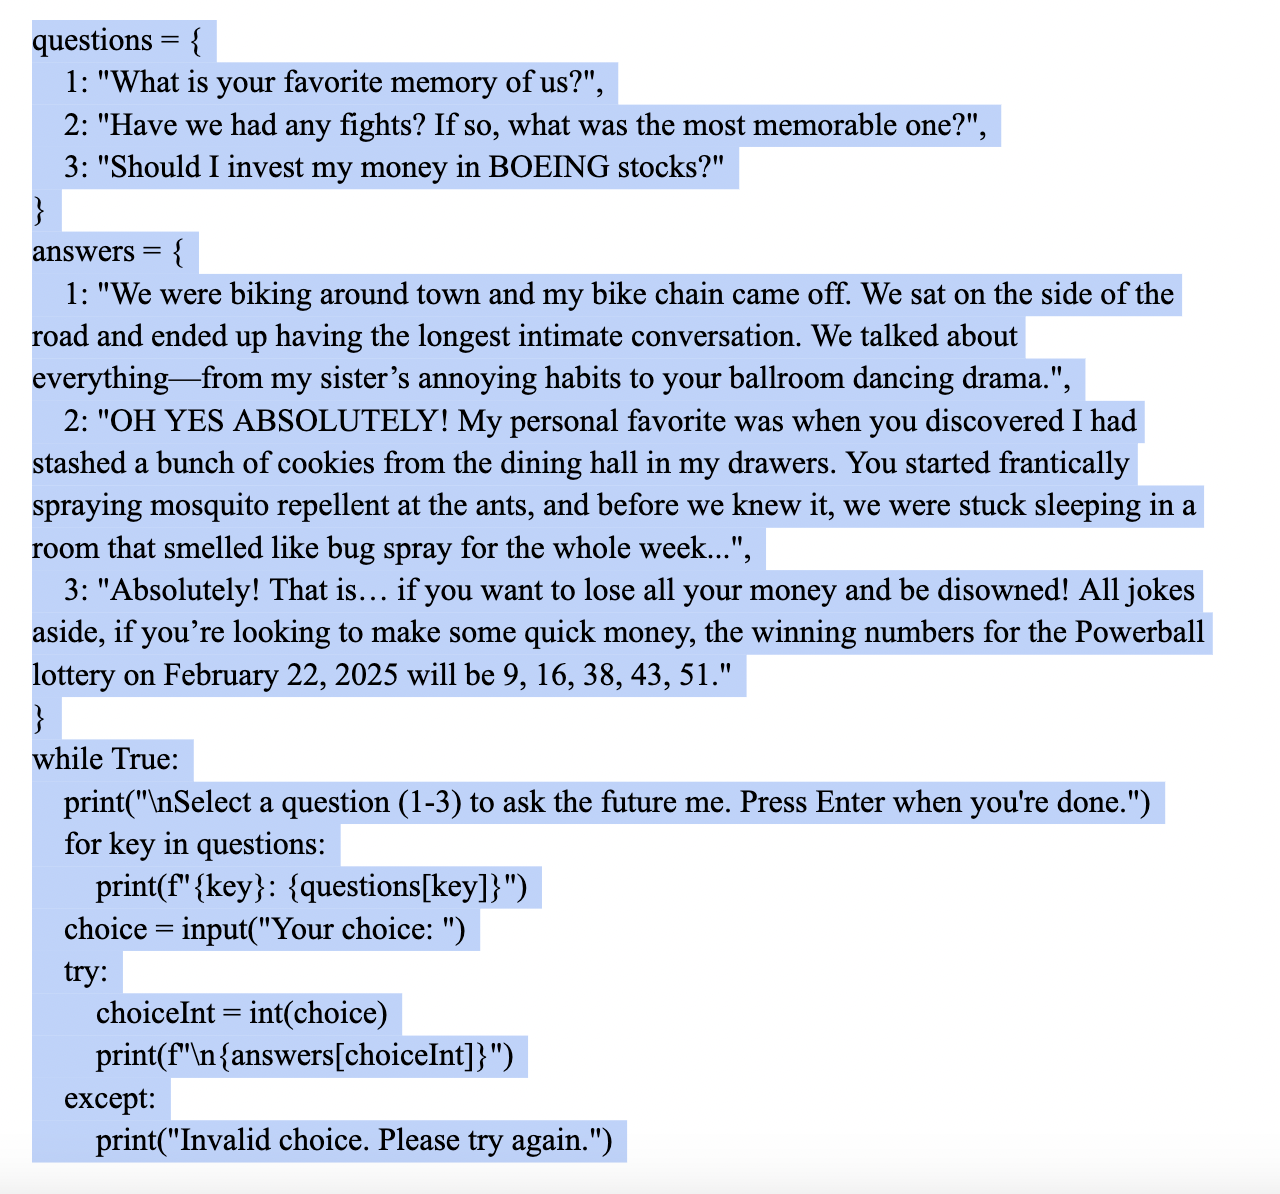 questions = {
    1: "What is your favorite memory of us?",
    2: "Have we had any fights? If so, what was the most memorable one?",
    3: "Should I invest my money in BOEING stocks?"
}
answers = {
    1: "We were biking around town and my bike chain came off. We sat on the side of the
road and ended up having the longest intimate conversation. We talked about
everything—from my sister’s annoying habits to your ballroom dancing drama.",
    2: "OH YES ABSOLUTELY! My personal favorite was when you discovered I had
stashed a bunch of cookies from the dining hall in my drawers. You started frantically
spraying mosquito repellent at the ants, and before we knew it, we were stuck sleeping in a
room that smelled like bug spray for the whole week...",
    3: "Absolutely! That is… if you want to lose all your money and be disowned! All jokes
aside, if you’re looking to make some quick money, the winning numbers for the Powerball
lottery on February 22, 2025 will be 9, 16, 38, 43, 51."
}
while True:
    print("\nSelect a question (1-3) to ask the future me. Press Enter when you're done.")
    for key in questions:
        print(f"{key}: {questions[key]}")
    choice = input("Your choice: ")
    try:
        choiceInt = int(choice)
        print(f"\n{answers[choiceInt]}")
    except:
        print("Invalid choice. Please try again.")